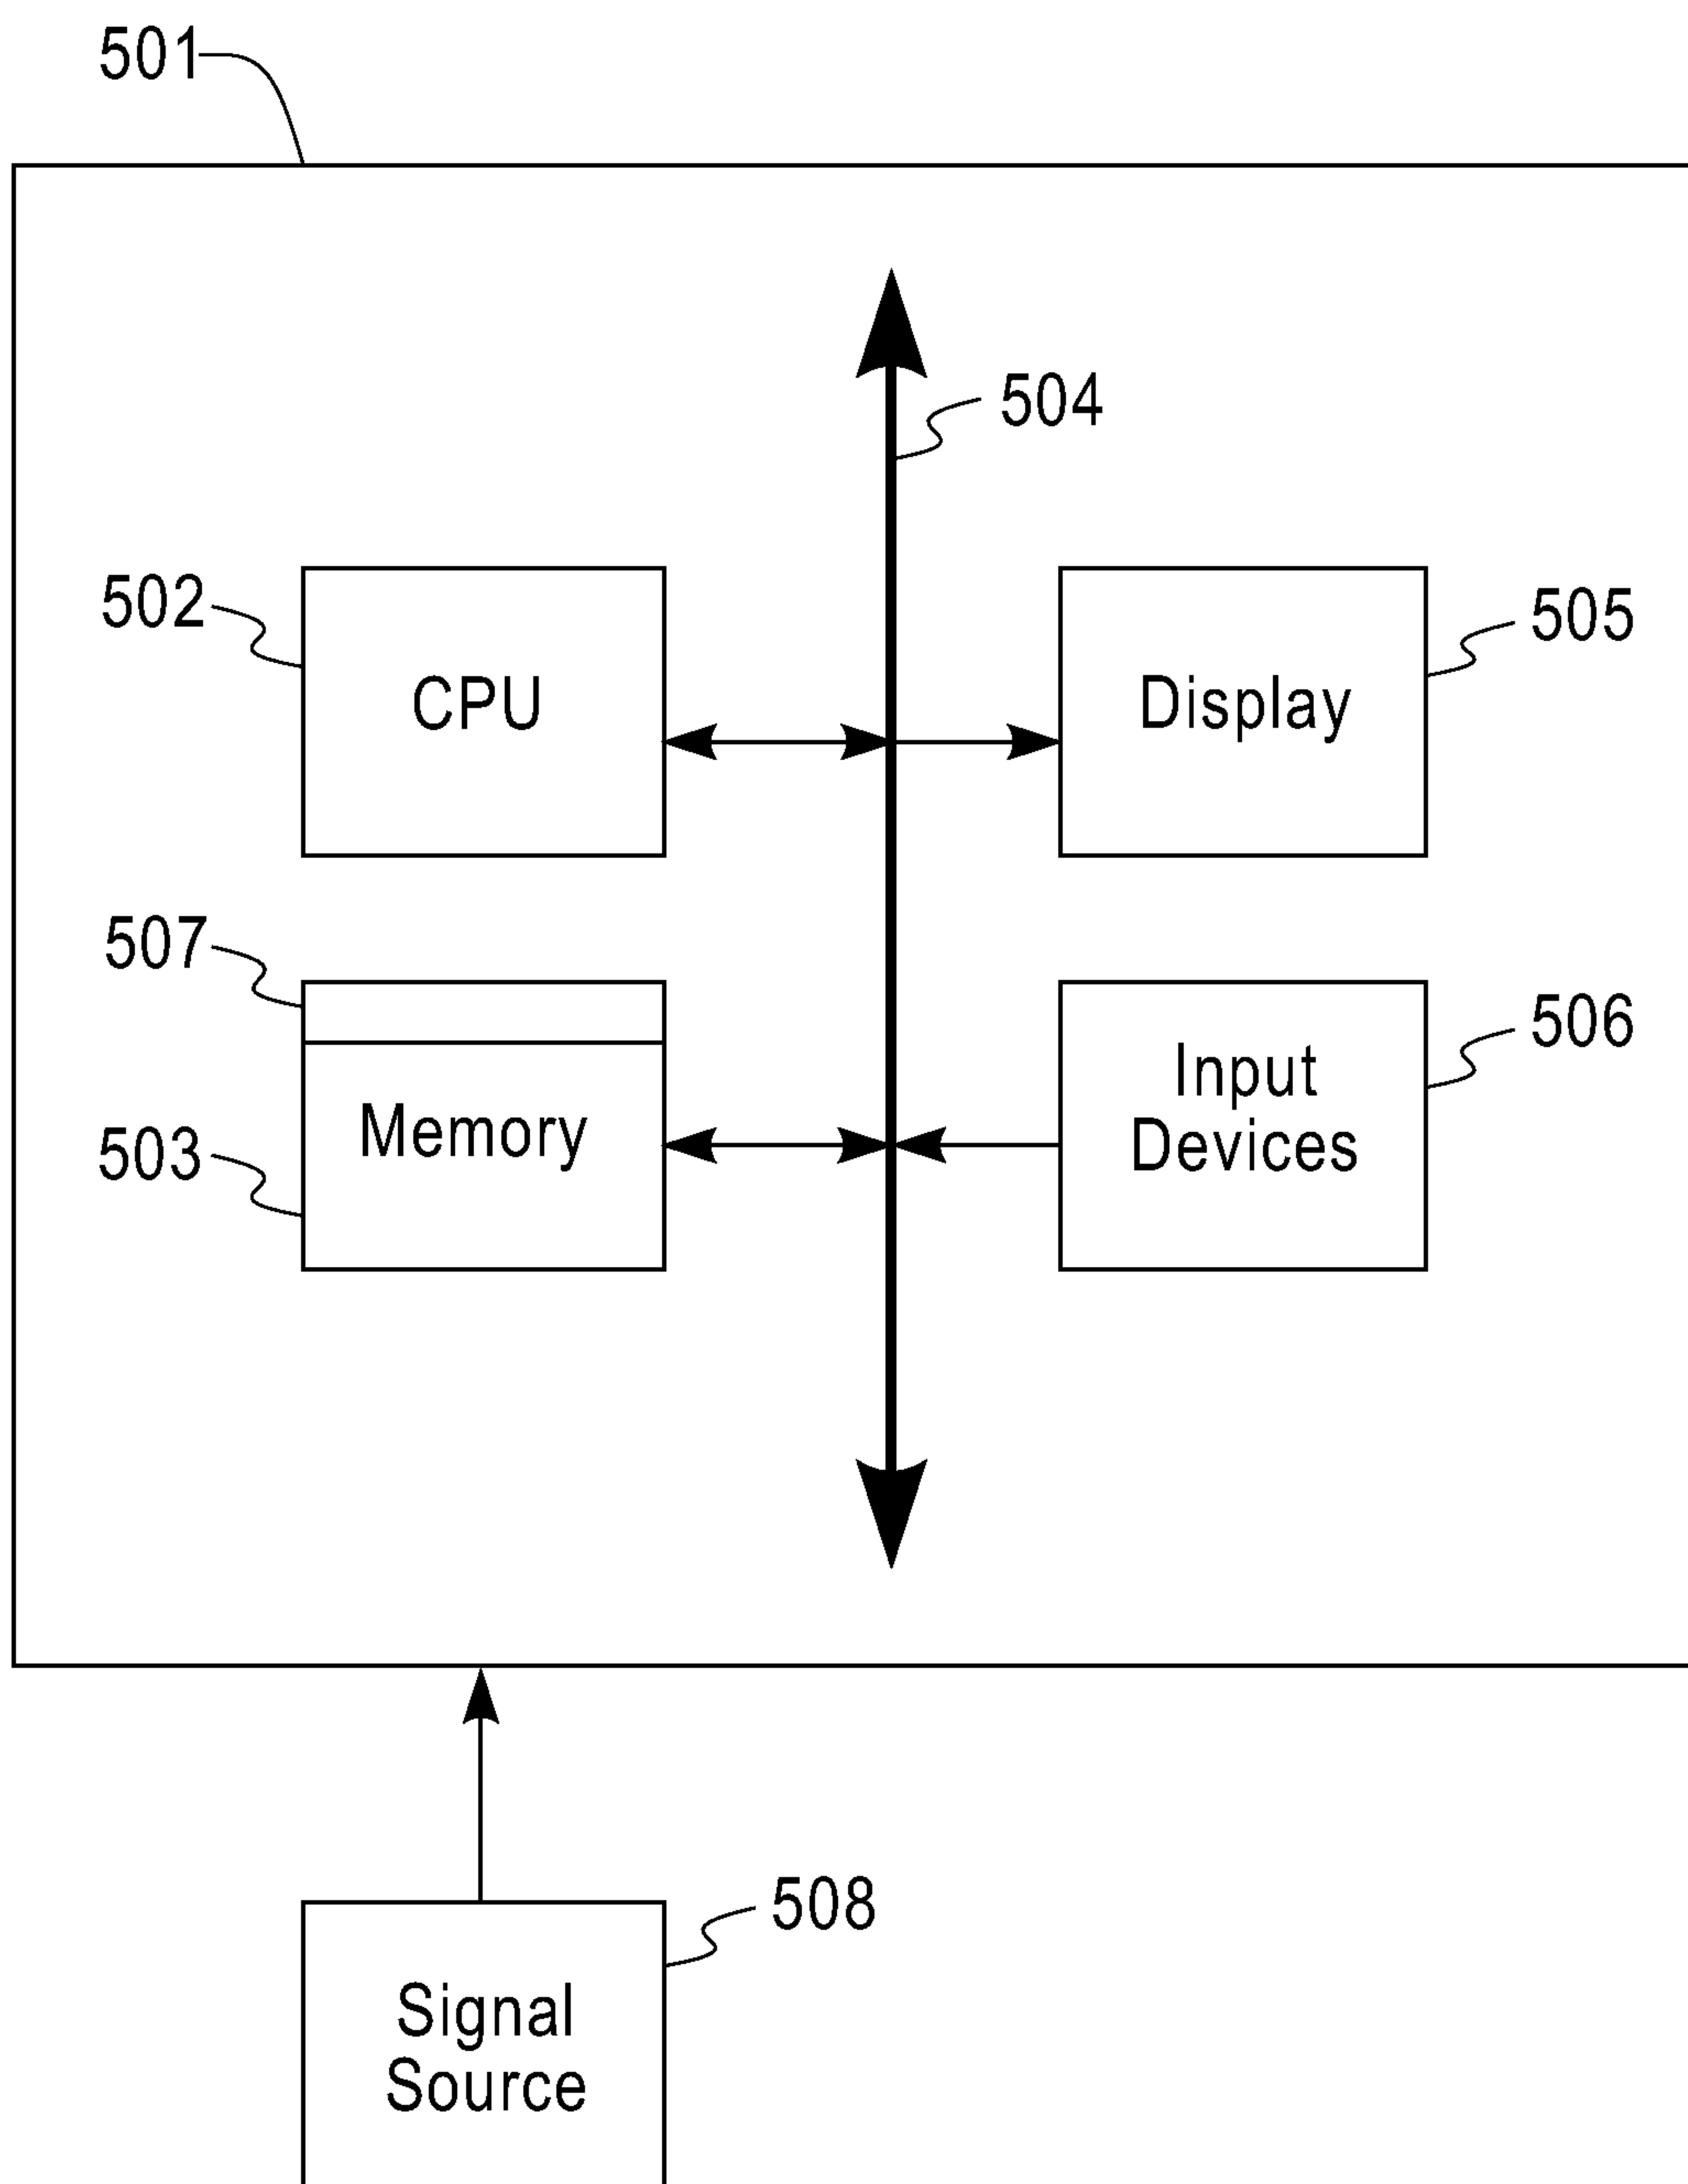 501
504
502
CPU
Display
505
507
Memory
503
Input
Devices
506
508
Signal
Source